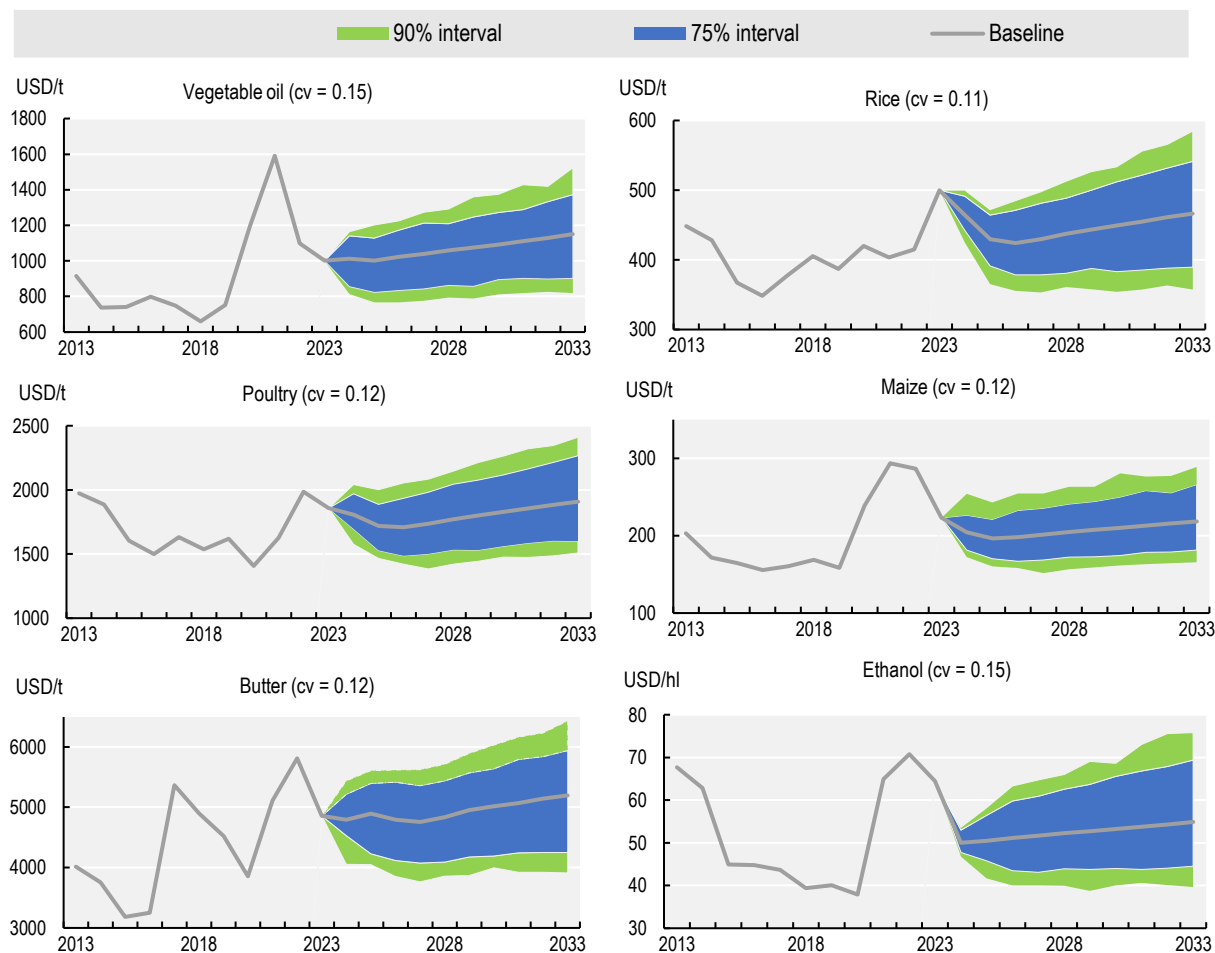 90% interval 75% interval Baseline
USD/t
Vegetable oil (cv = 0.15)
1800
1600
1400
1200
1000
800
600
2013 2018 2023 2028 2033
USD/t
Rice (cv = 0.11)
600
500
400
300
2013 2018 2023 2028 2033
USD/t
Poultry (cv = 0.12)
2500
2000
1500
1000
2013 2018 2023 2028 2033
USD/t
Maize (cv = 0.12)
300
200
100
2013 2018 2023 2028 2033
USD/t
Butter (cv = 0.12)
6000
5000
4000
3000
2013 2018 2023 2028 2033
USD/hl
Ethanol (cv = 0.15)
80
70
60
50
40
30
2013 2018 2023 2028 2033